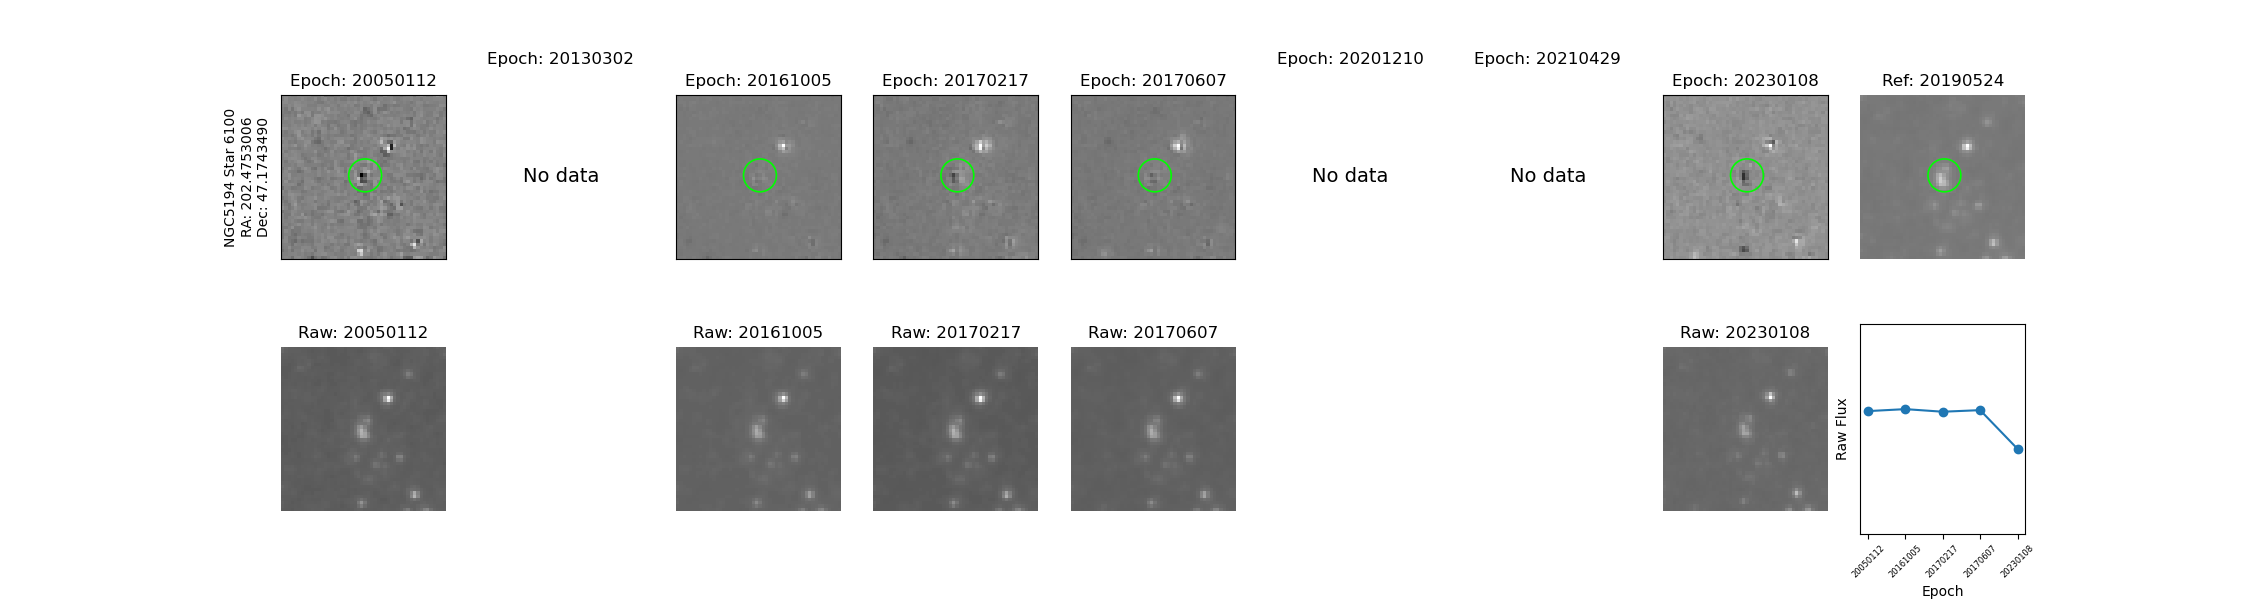 Epoch: 20050112
Epoch: 20130302
Epoch: 20161005
Epoch: 20170217
Epoch: 20170607
Epoch: 20201210
Epoch: 20210429
Epoch: 20230108
Ref: 20190524
NGC5194 Star 6100
RA: 202.4753006
Dec: 47.1743490
No data
No data
No data
Raw: 20050112
Raw: 20161005
Raw: 20170217
Raw: 20170607
Raw: 20230108
Raw Flux
20050112
20161005
20170217
20170607
20230108
Epoch